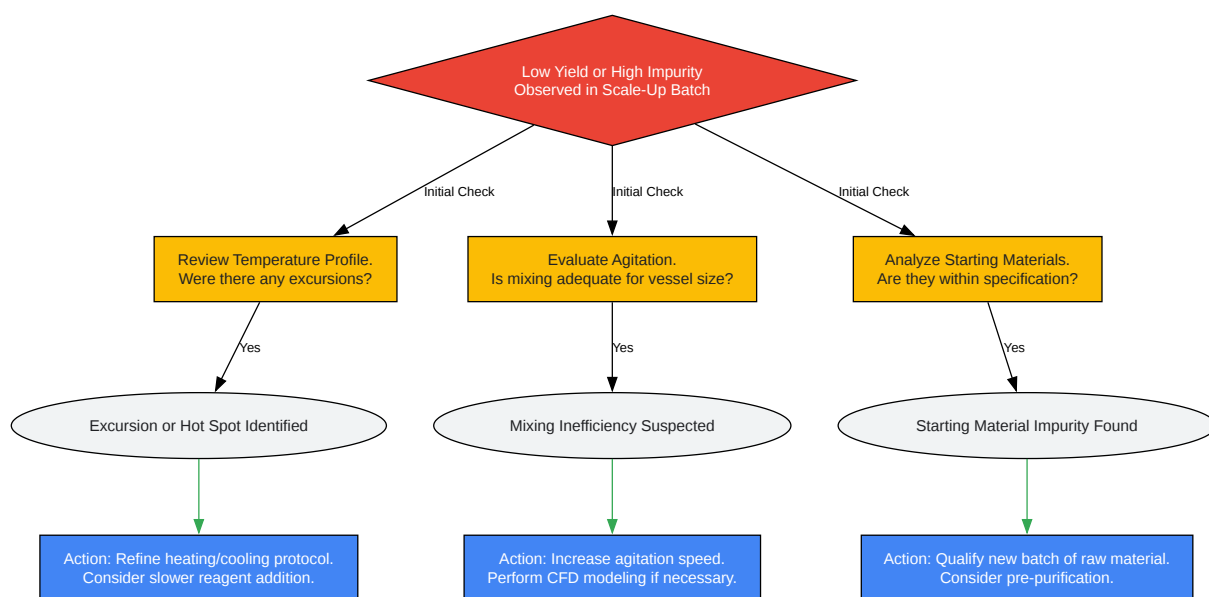 Low Yield or High Impurity
Observed in Scale-Up Batch
Initial Check
Initial Check
Initial Check
Review Temperature Profile.
Were there any excursions?
Evaluate Agitation.
Is mixing adequate for vessel size?
Analyze Starting Materials.
Are they within specification?
Yes
Yes
Yes
Excursion or Hot Spot Identified
Mixing Inefficiency Suspected
Starting Material Impurity Found
Action: Refine heating/cooling protocol.
Consider slower reagent addition.
Action: Increase agitation speed.
Perform CFD modeling if necessary.
Action: Qualify new batch of raw material.
Consider pre-purification.